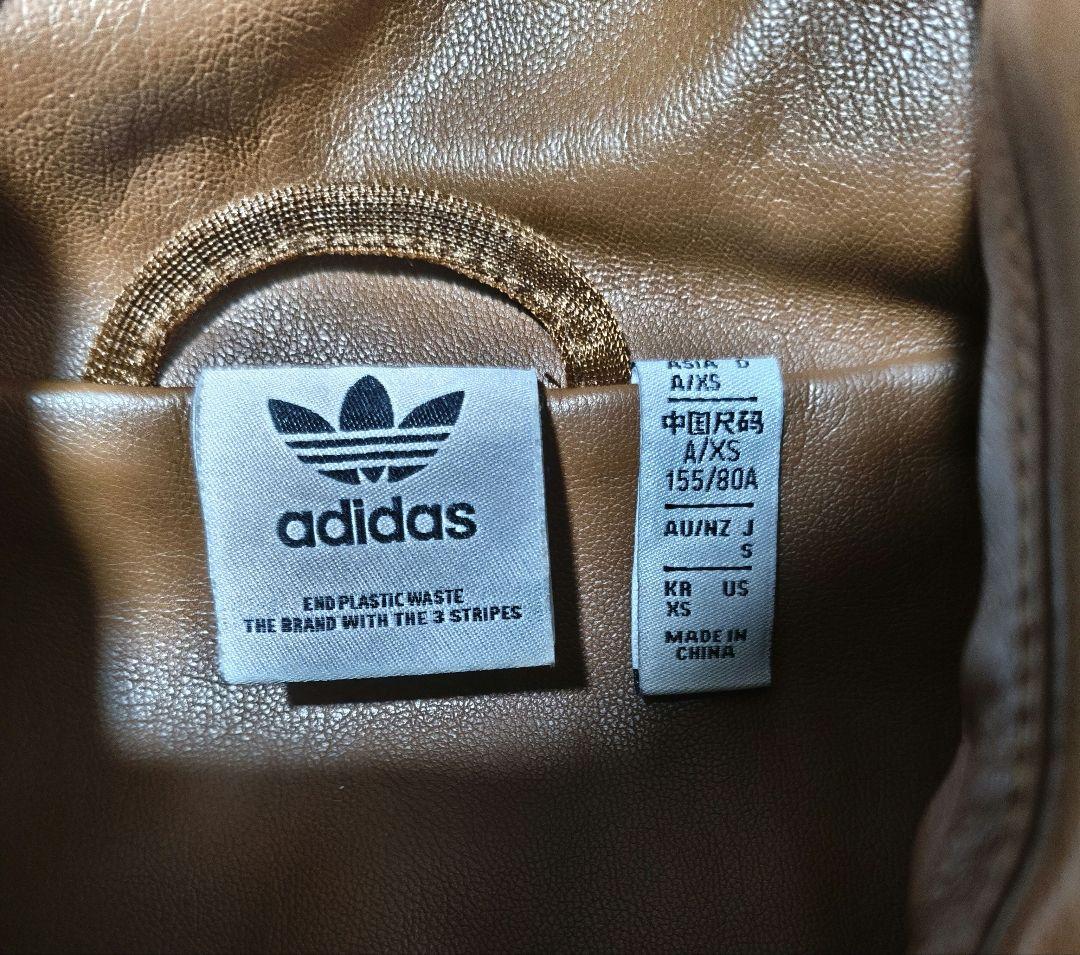 adidas
END PLASTIC WASTE
THE BRAND WITH THE 3 STRIPES
ASIA D
A/XS
中国尺码
A/XS
155/80A
AU/NZ J
S
KR US
XS
MADE IN
CHINA